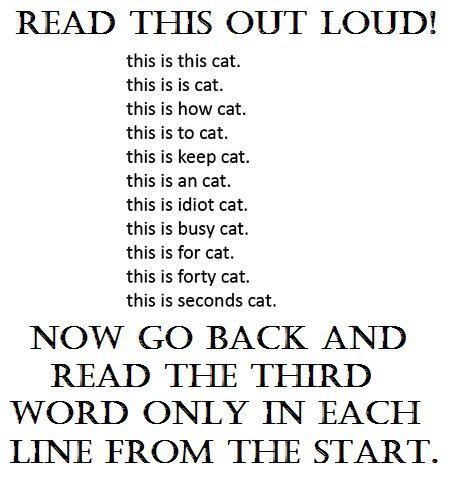 READ THIS OUT LOUD!
this is this cat.
this is is cat.
this is how cat.
this is to cat.
this is keep cat.
this is an cat.
this is idiot cat.
this is busy cat.
this is for cat.
this is forty cat.
this is seconds cat.
NOW GO BACK AND
READ THE THIRD
WORD ONLY IN EACH
LINE FROM THE START.